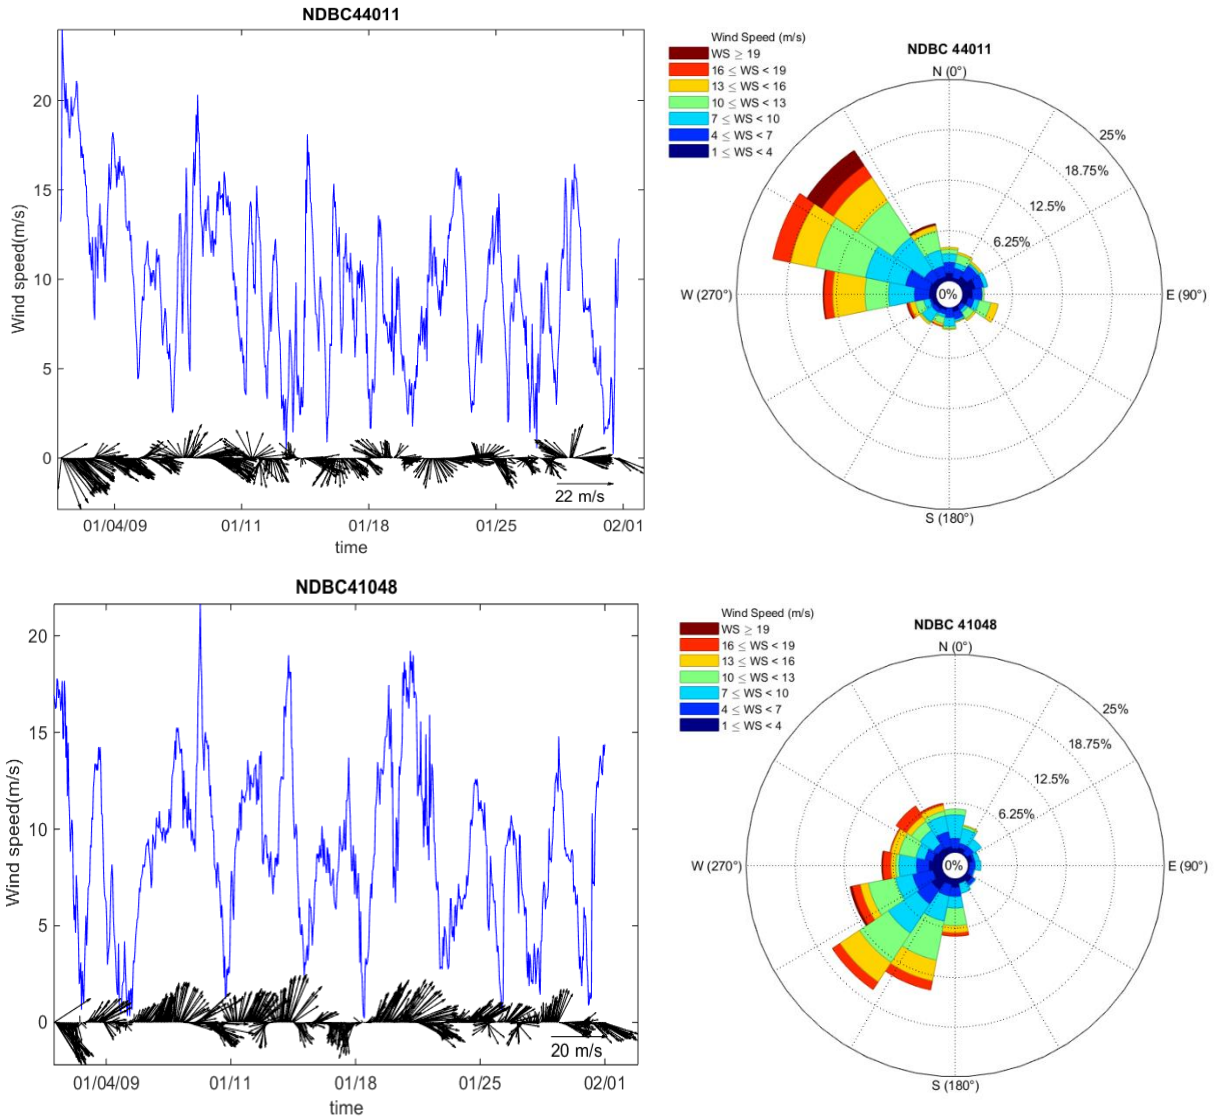 NDBC44011
Wind speed(m/s)
20
15
10
5
0
22 m/s
01/04/09
01/11
01/18
01/25
02/01
time
Wind Speed (m/s)
WS ≥ 19
16 ≤ WS < 19
13 ≤ WS < 16
10 ≤ WS < 13
7 ≤ WS < 10
4 ≤ WS < 7
1 ≤ WS < 4
NDBC 44011
N (0°)
25%
18.75%
12.5%
6.25%
0%
W (270°)
E (90°)
S (180°)
NDBC41048
Wind speed(m/s)
20
15
10
5
0
20 m/s
01/04/09
01/11
01/18
01/25
02/01
time
Wind Speed (m/s)
WS ≥ 19
16 ≤ WS < 19
13 ≤ WS < 16
10 ≤ WS < 13
7 ≤ WS < 10
4 ≤ WS < 7
1 ≤ WS < 4
NDBC 41048
N (0°)
25%
18.75%
12.5%
6.25%
0%
W (270°)
E (90°)
S (180°)